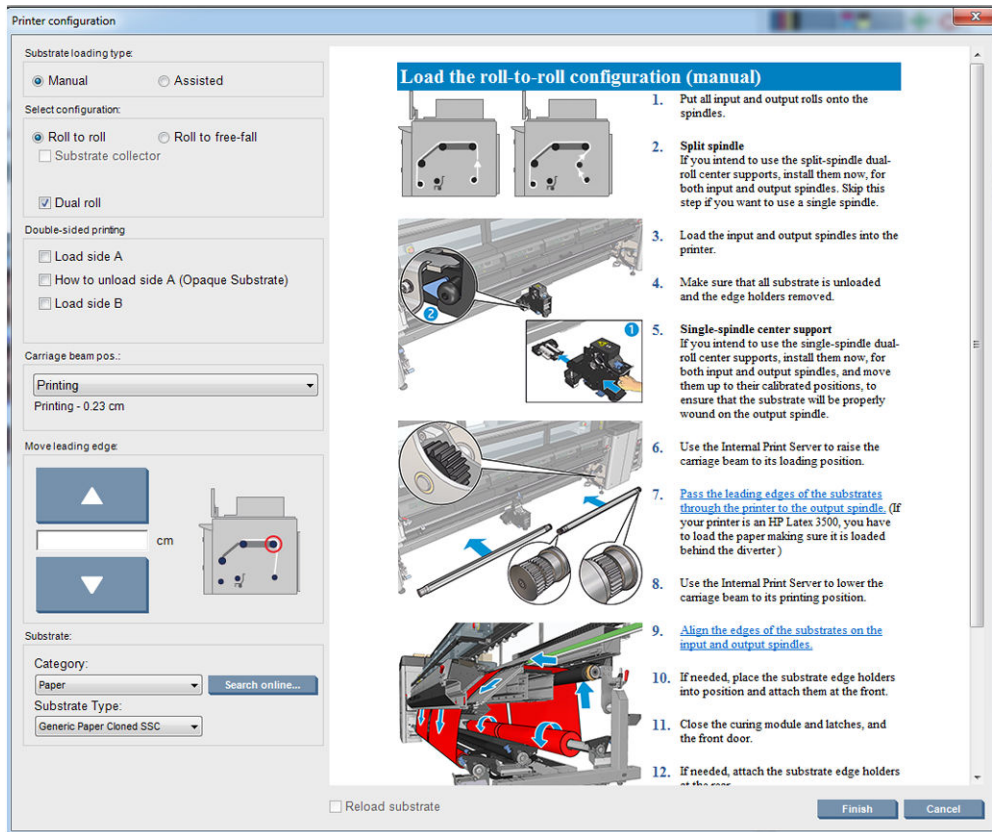 Printer configuration
Substrate loading type:
Manual
Assisted
Select configuration:
Roll to roll
Roll to free-fall
Substrate collector
Dual roll
Double-sided printing
Load side A
How to unload side A (Opaque Substrate)
Load side B
Carriage beam pos.:
Printing
Printing - 0.23 cm
Move leading edge:
cm
Substrate:
Category:
Paper
Search online...
Substrate Type:
Generic Paper Cloned SSC
Load the roll-to-roll configuration (manual)
1. Put all input and output rolls onto the
spindles.
2. Split spindle
If you intend to use the split-spindle dual-
roll center supports, install them now, for
both input and output spindles. Skip this
step if you want to use a single spindle.
3. Load the input and output spindles into the
printer.
4. Make sure that all substrate is unloaded
and the edge holders removed.
5. Single-spindle center support
If you intend to use the single-spindle dual-
roll center supports, install them now, for
both input and output spindles, and move
them up to their calibrated positions, to
ensure that the substrate will be properly
wound on the output spindle.
6. Use the Internal Print Server to raise the
carriage beam to its loading position.
7. Pass the leading edges of the substrates
through the printer to the output spindle. (If
your printer is an HP Latex 3500, you have
to load the paper making sure it is loaded
behind the diverter )
8. Use the Internal Print Server to lower the
carriage beam to its printing position.
9. Align the edges of the substrates on the
input and output spindles.
10. If needed, place the substrate edge holders
into position and attach them at the front.
11. Close the curing module and latches, and
the front door.
12. If needed, attach the substrate edge holders
2
1
Reload substrate
Finish
Cancel